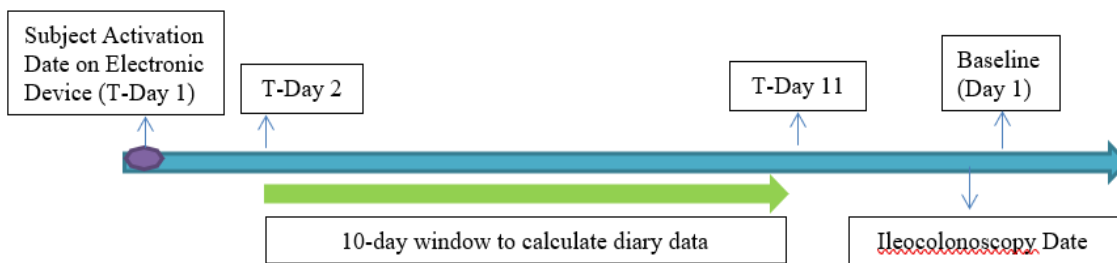 Subject Activation
Date on Electronic
Device (T-Day 1)
T-Day 2
T-Day 11
Baseline
(Day 1)
10-day window to calculate diary data
Ileocolonoscopy Date